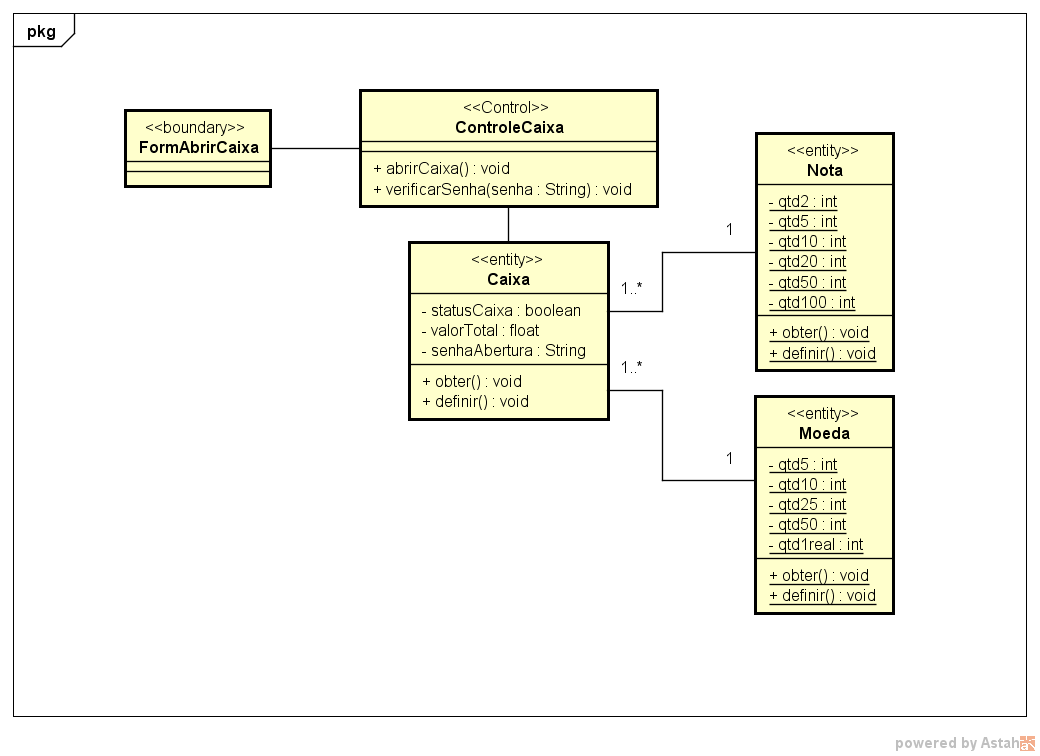 pkg
<<boundary>>
FormAbrirCaixa
<<Control>>
ControleCaixa
+ abrirCaixa() : void
+ verificarSenha(senha : String) : void
<<entity>>
Caixa
- statusCaixa : boolean
- valorTotal : float
- senhaAbertura : String
+ obter() : void
+ definir() : void
1..*
1
1..*
1
<<entity>>
Nota
- qtd2 : int
- qtd5 : int
- qtd10 : int
- qtd20 : int
- qtd50 : int
- qtd100 : int
+ obter() : void
+ definir() : void
<<entity>>
Moeda
- qtd5 : int
- qtd10 : int
- qtd25 : int
- qtd50 : int
- qtd1real : int
+ obter() : void
+ definir() : void
powered by Astah